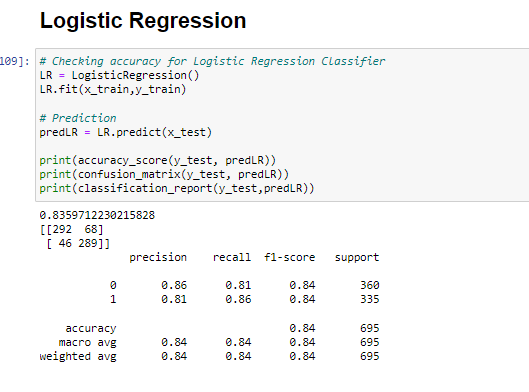 Logistic Regression
109]: # Checking accuracy for Logistic Regression Classifier
LR = LogisticRegression()
LR.fit(x_train,y_train)
# Prediction
predLR = LR.predict(x_test)
print(accuracy_score(y_test, predLR))
print(confusion_matrix(y_test, predLR))
print(classification_report(y_test,predLR))
0.8359712230215828
[[292  68]
 [ 46 289]]
precision recall f1-score support
0 0.86 0.81 0.84 360
1 0.81 0.86 0.84 335
accuracy 0.84 695
macro avg 0.84 0.84 0.84 695
weighted avg 0.84 0.84 0.84 695